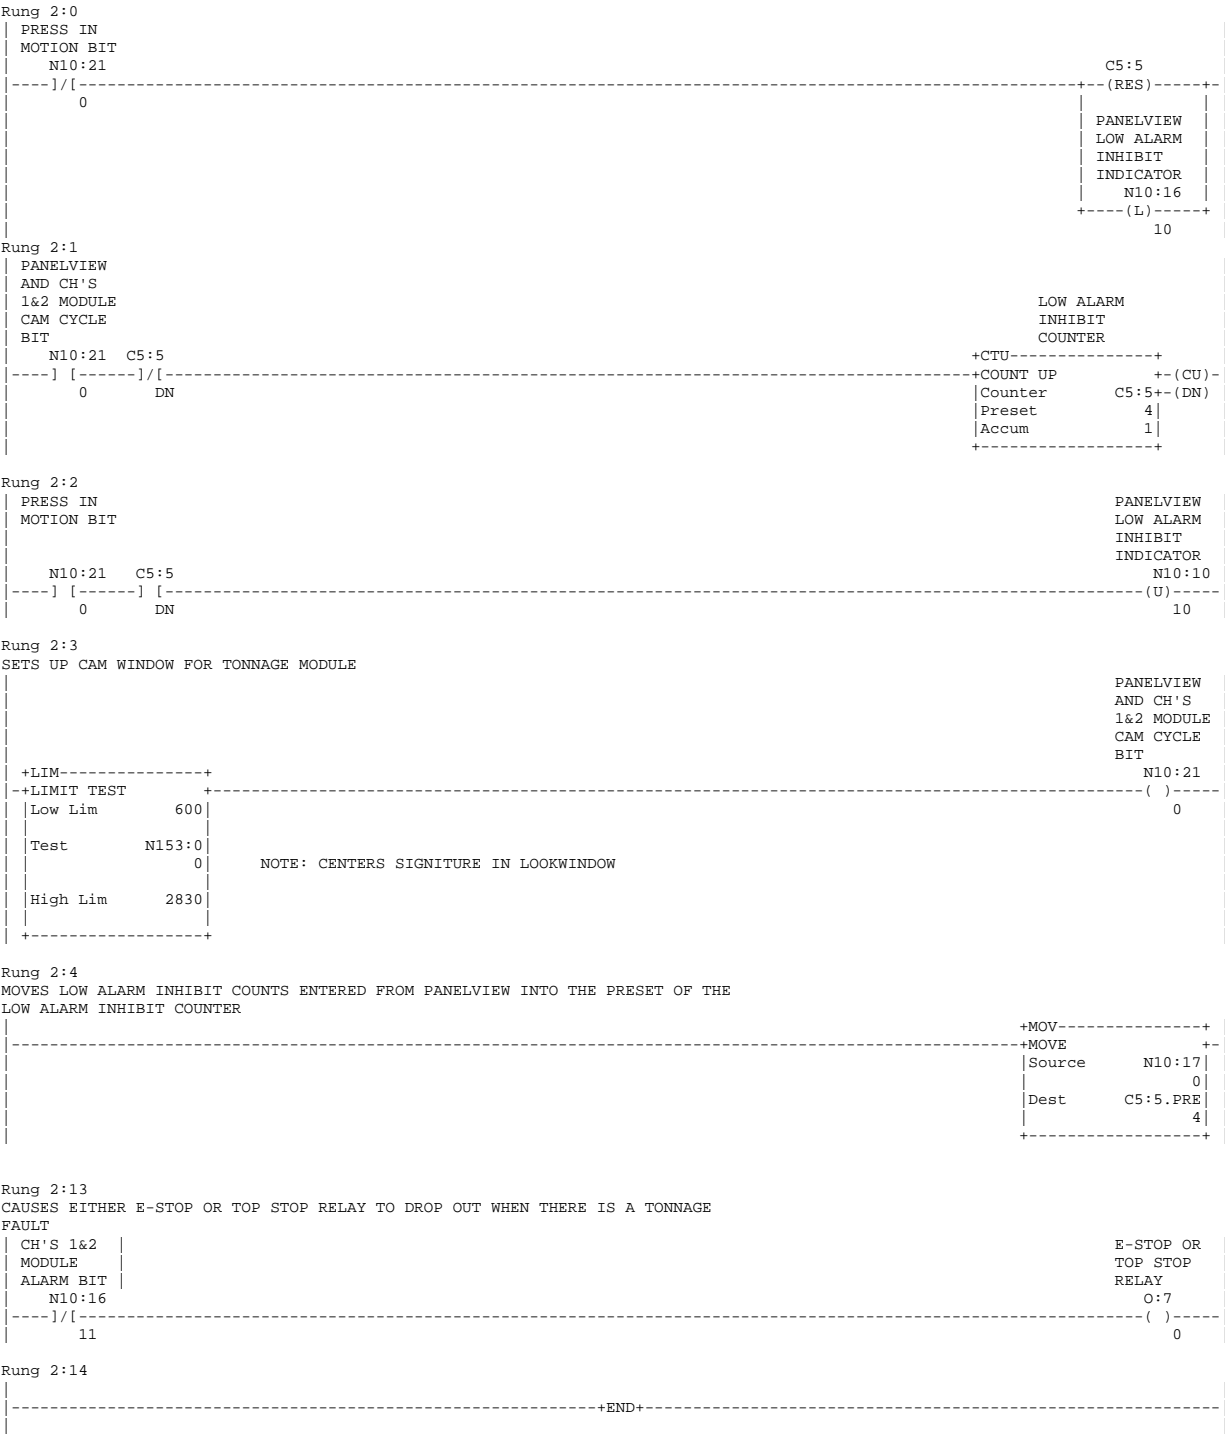 Rung 2:0
PRESS IN
MOTION BIT
N10:21 C5:5
----]/[----(RES)----
0
PANELVIEW
LOW ALARM
INHIBIT
INDICATOR
N10:16
+----(L)-----+
10
Rung 2:1
PANELVIEW
AND CH'S
1&2 MODULE LOW ALARM
CAM CYCLE INHIBIT
BIT COUNTER
N10:21 C5:5 +CTU---------------+
----] [------]/[----+COUNT UP +-(CU)-
0 DN |Counter C5:5+-(DN)
|Preset 4|
|Accum 1|
+------------------+
Rung 2:2
PRESS IN PANELVIEW
MOTION BIT LOW ALARM
INHIBIT
INDICATOR
N10:21 C5:5 N10:10
----] [------] [----(U)-----
0 DN 10
Rung 2:3
SETS UP CAM WINDOW FOR TONNAGE MODULE
PANELVIEW
AND CH'S
1&2 MODULE
CAM CYCLE
BIT
+LIM---------------+ N10:21
-+LIMIT TEST +----( )-----
|Low Lim 600| 0
|Test N153:0|
| 0| NOTE: CENTERS SIGNITURE IN LOOKWINDOW
|High Lim 2830|
+------------------+
Rung 2:4
MOVES LOW ALARM INHIBIT COUNTS ENTERED FROM PANELVIEW INTO THE PRESET OF THE
LOW ALARM INHIBIT COUNTER
+MOV---------------+
+MOVE +-
|Source N10:17|
| 0|
|Dest C5:5.PRE|
| 4|
+------------------+
Rung 2:13
CAUSES EITHER E-STOP OR TOP STOP RELAY TO DROP OUT WHEN THERE IS A TONNAGE
FAULT
CH'S 1&2 E-STOP OR
MODULE TOP STOP
ALARM BIT RELAY
N10:16 O:7
----]/[----( )-----
11 0
Rung 2:14
----+END+----